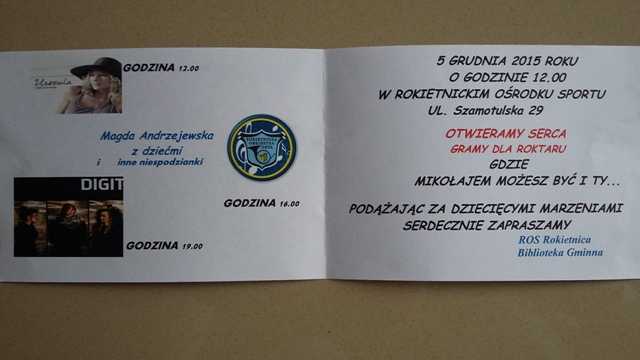 Verconia
GODZINA 12.00
Magda Andrzejewska
z dziećmi
i inne niespodzianki
GODZINA 16.00
DIGIT
GODZINA 19.00
5 GRUDNIA 2015 ROKU
O GODZINIE 12.00
W ROKIETNICKIM OŚRODKU SPORTU
UL. Szamotulska 29
OTWIERAMY SERCA
GRAMY DLA ROKTARU
GDZIE
MIKOŁAJEM MOŻESZ BYĆ I TY...
PODĄŻAJĄC ZA DZIECIĘCYMI MARZENIAMI
SERDECZNIE ZAPRASZAMY
ROS Rokietnica
Biblioteka Gminna